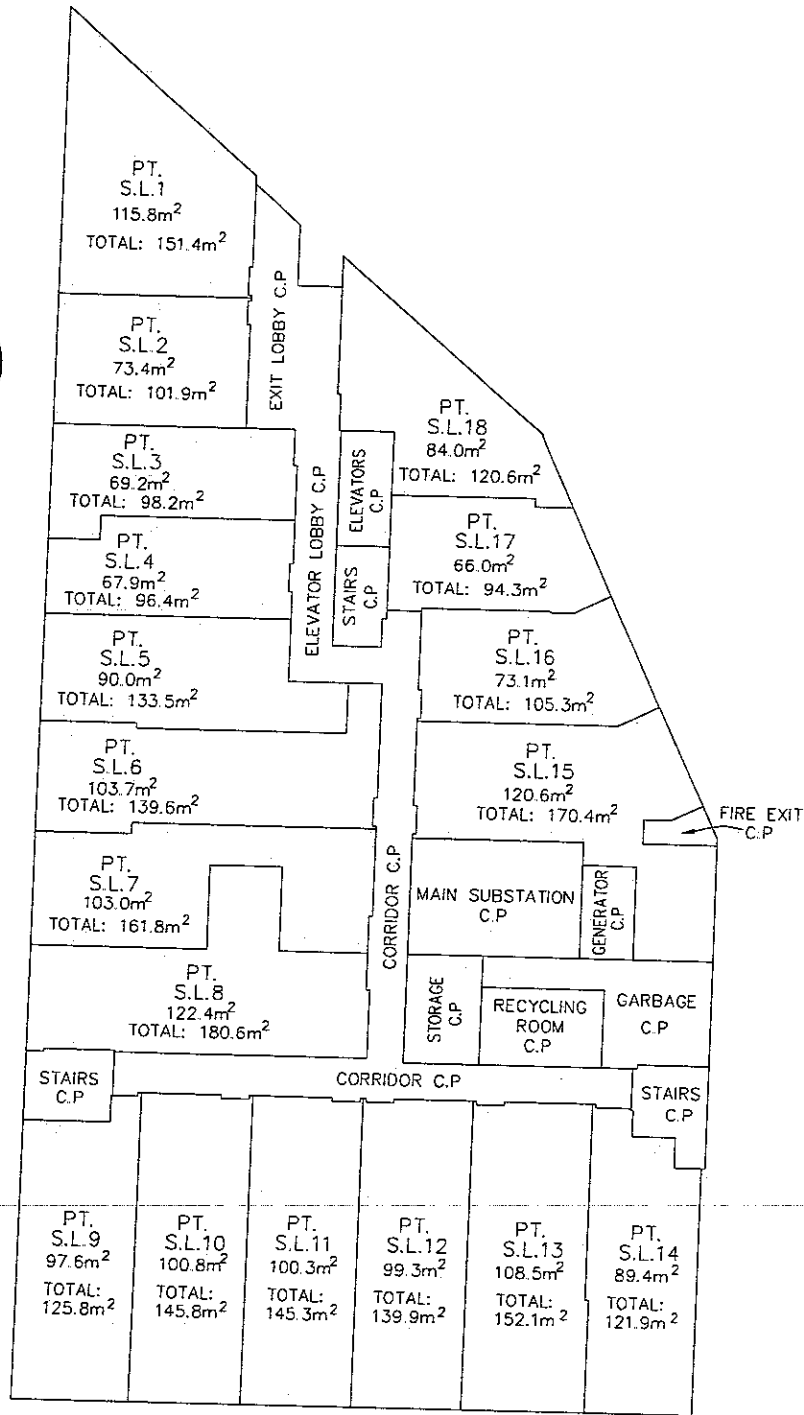 PT.
S.L.1
115.8m²
TOTAL: 151.4m²
PT.
S.L.2
73.4m²
TOTAL: 101.9m²
EXIT LOBBY C.P
PT.
S.L.3
69.2m²
TOTAL: 98.2m²
PT.
S.L.4
67.9m²
TOTAL: 96.4m²
ELEVATOR LOBBY C.P
ELEVATORS
C.P
STAIRS
C.P
PT.
S.L.18
84.0m²
TOTAL: 120.6m²
PT.
S.L.17
66.0m²
TOTAL: 94.3m²
PT.
S.L.5
90.0m²
TOTAL: 133.5m²
PT.
S.L.16
73.1m²
TOTAL: 105.3m²
PT.
S.L.6
103.7m²
TOTAL: 139.6m²
PT.
S.L.15
120.6m²
TOTAL: 170.4m²
FIRE EXIT
C.P
PT.
S.L.7
103.0m²
TOTAL: 161.8m²
CORRIDOR C.P
MAIN SUBSTATION
C.P
GENERATOR
C.P
PT.
S.L.8
122.4m²
TOTAL: 180.6m²
STORAGE
C.P
RECYCLING
ROOM
C.P
GARBAGE
C.P
STAIRS
C.P
CORRIDOR C.P
STAIRS
C.P
PT.
S.L.9
97.6m²
TOTAL:
125.8m²
PT.
S.L.10
100.8m²
TOTAL:
145.8m²
PT.
S.L.11
100.3m²
TOTAL:
145.3m²
PT.
S.L.12
99.3m²
TOTAL:
139.9m²
PT.
S.L.13
108.5m²
TOTAL:
152.1m²
PT.
S.L.14
89.4m²
TOTAL:
121.9m²